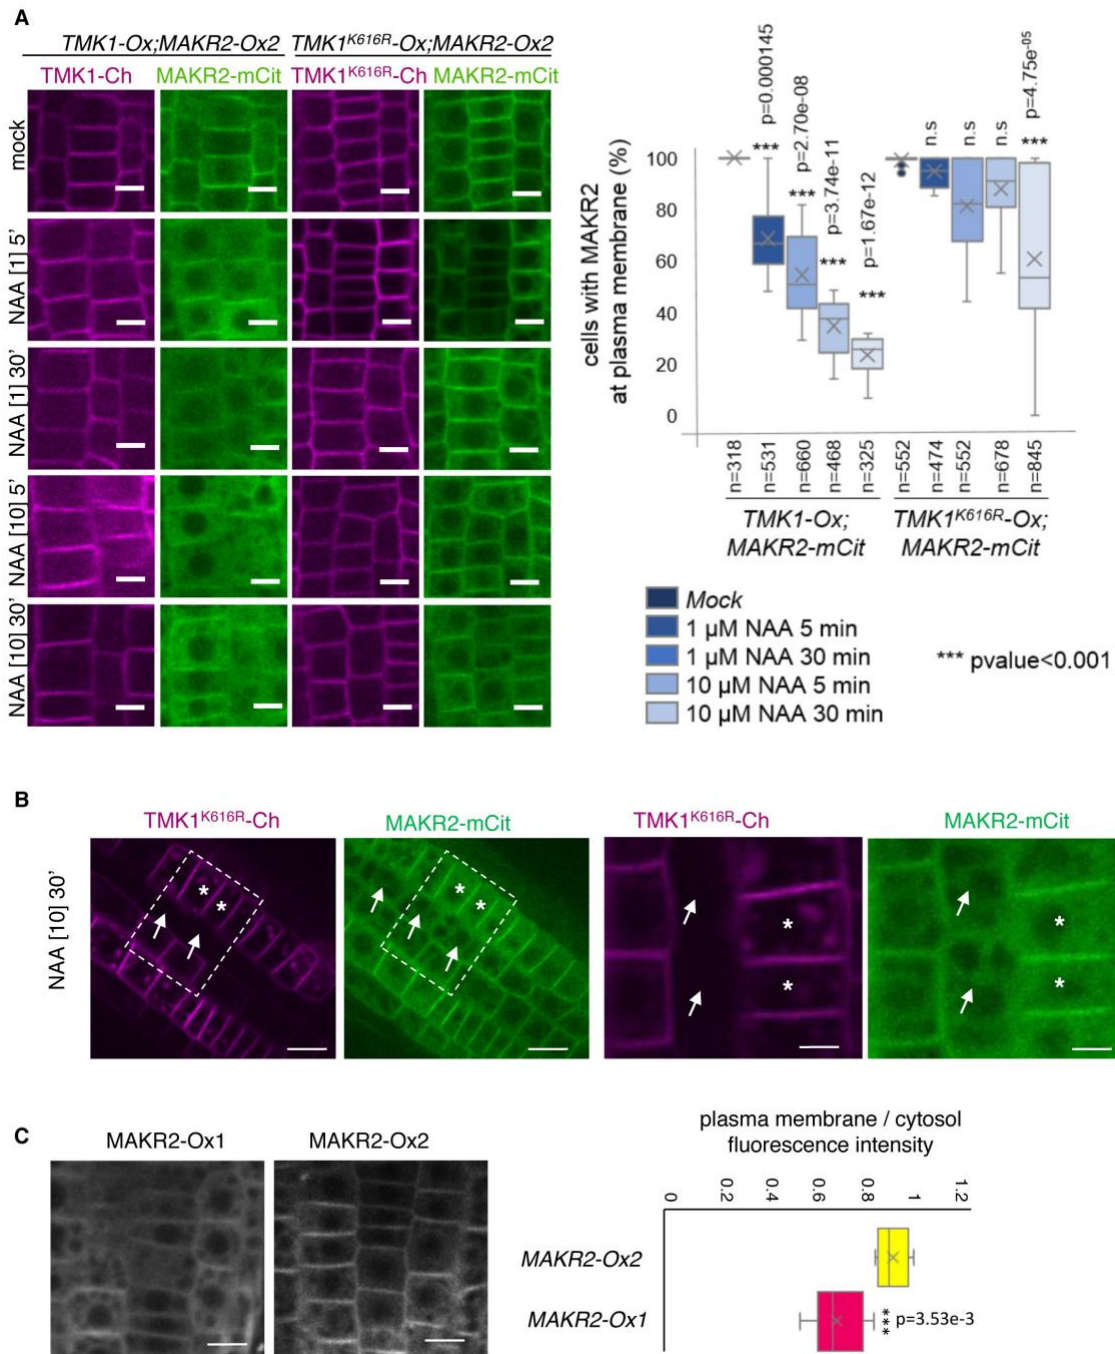 A
TMK1-Ox;MAKR2-Ox2 TMK1K616R-Ox;MAKR2-Ox2
TMK1-Ch MAKR2-mCit TMK1K616R-Ch MAKR2-mCit
mock
NAA [1] 5'
NAA [1] 30'
NAA [10] 5'
NAA [10] 30'
cells with MAKR2
at plasma membrane (%)
100
80
60
40
20
0
*** p=0.000145
*** p=2.70e-08
*** p=3.74e-11
*** p=1.67e-12
n.s
n.s
n.s
*** p=4.75e-05
n=318
n=531
n=660
n=468
n=325
n=552
n=474
n=552
n=678
n=845
TMK1-Ox;
MAKR2-mCit
TMK1K616R-Ox;
MAKR2-mCit
Mock
1 µM NAA 5 min
1 µM NAA 30 min
10 µM NAA 5 min
10 µM NAA 30 min
*** pvalue<0.001
B
TMK1K616R-Ch MAKR2-mCit TMK1K616R-Ch MAKR2-mCit
NAA [10] 30'
* * * * * * * *
C
MAKR2-Ox1 MAKR2-Ox2
plasma membrane / cytosol
fluorescence intensity
0 0.2 0.4 0.6 0.8 1 1.2
MAKR2-Ox2
MAKR2-Ox1
*** p=3.53e-3